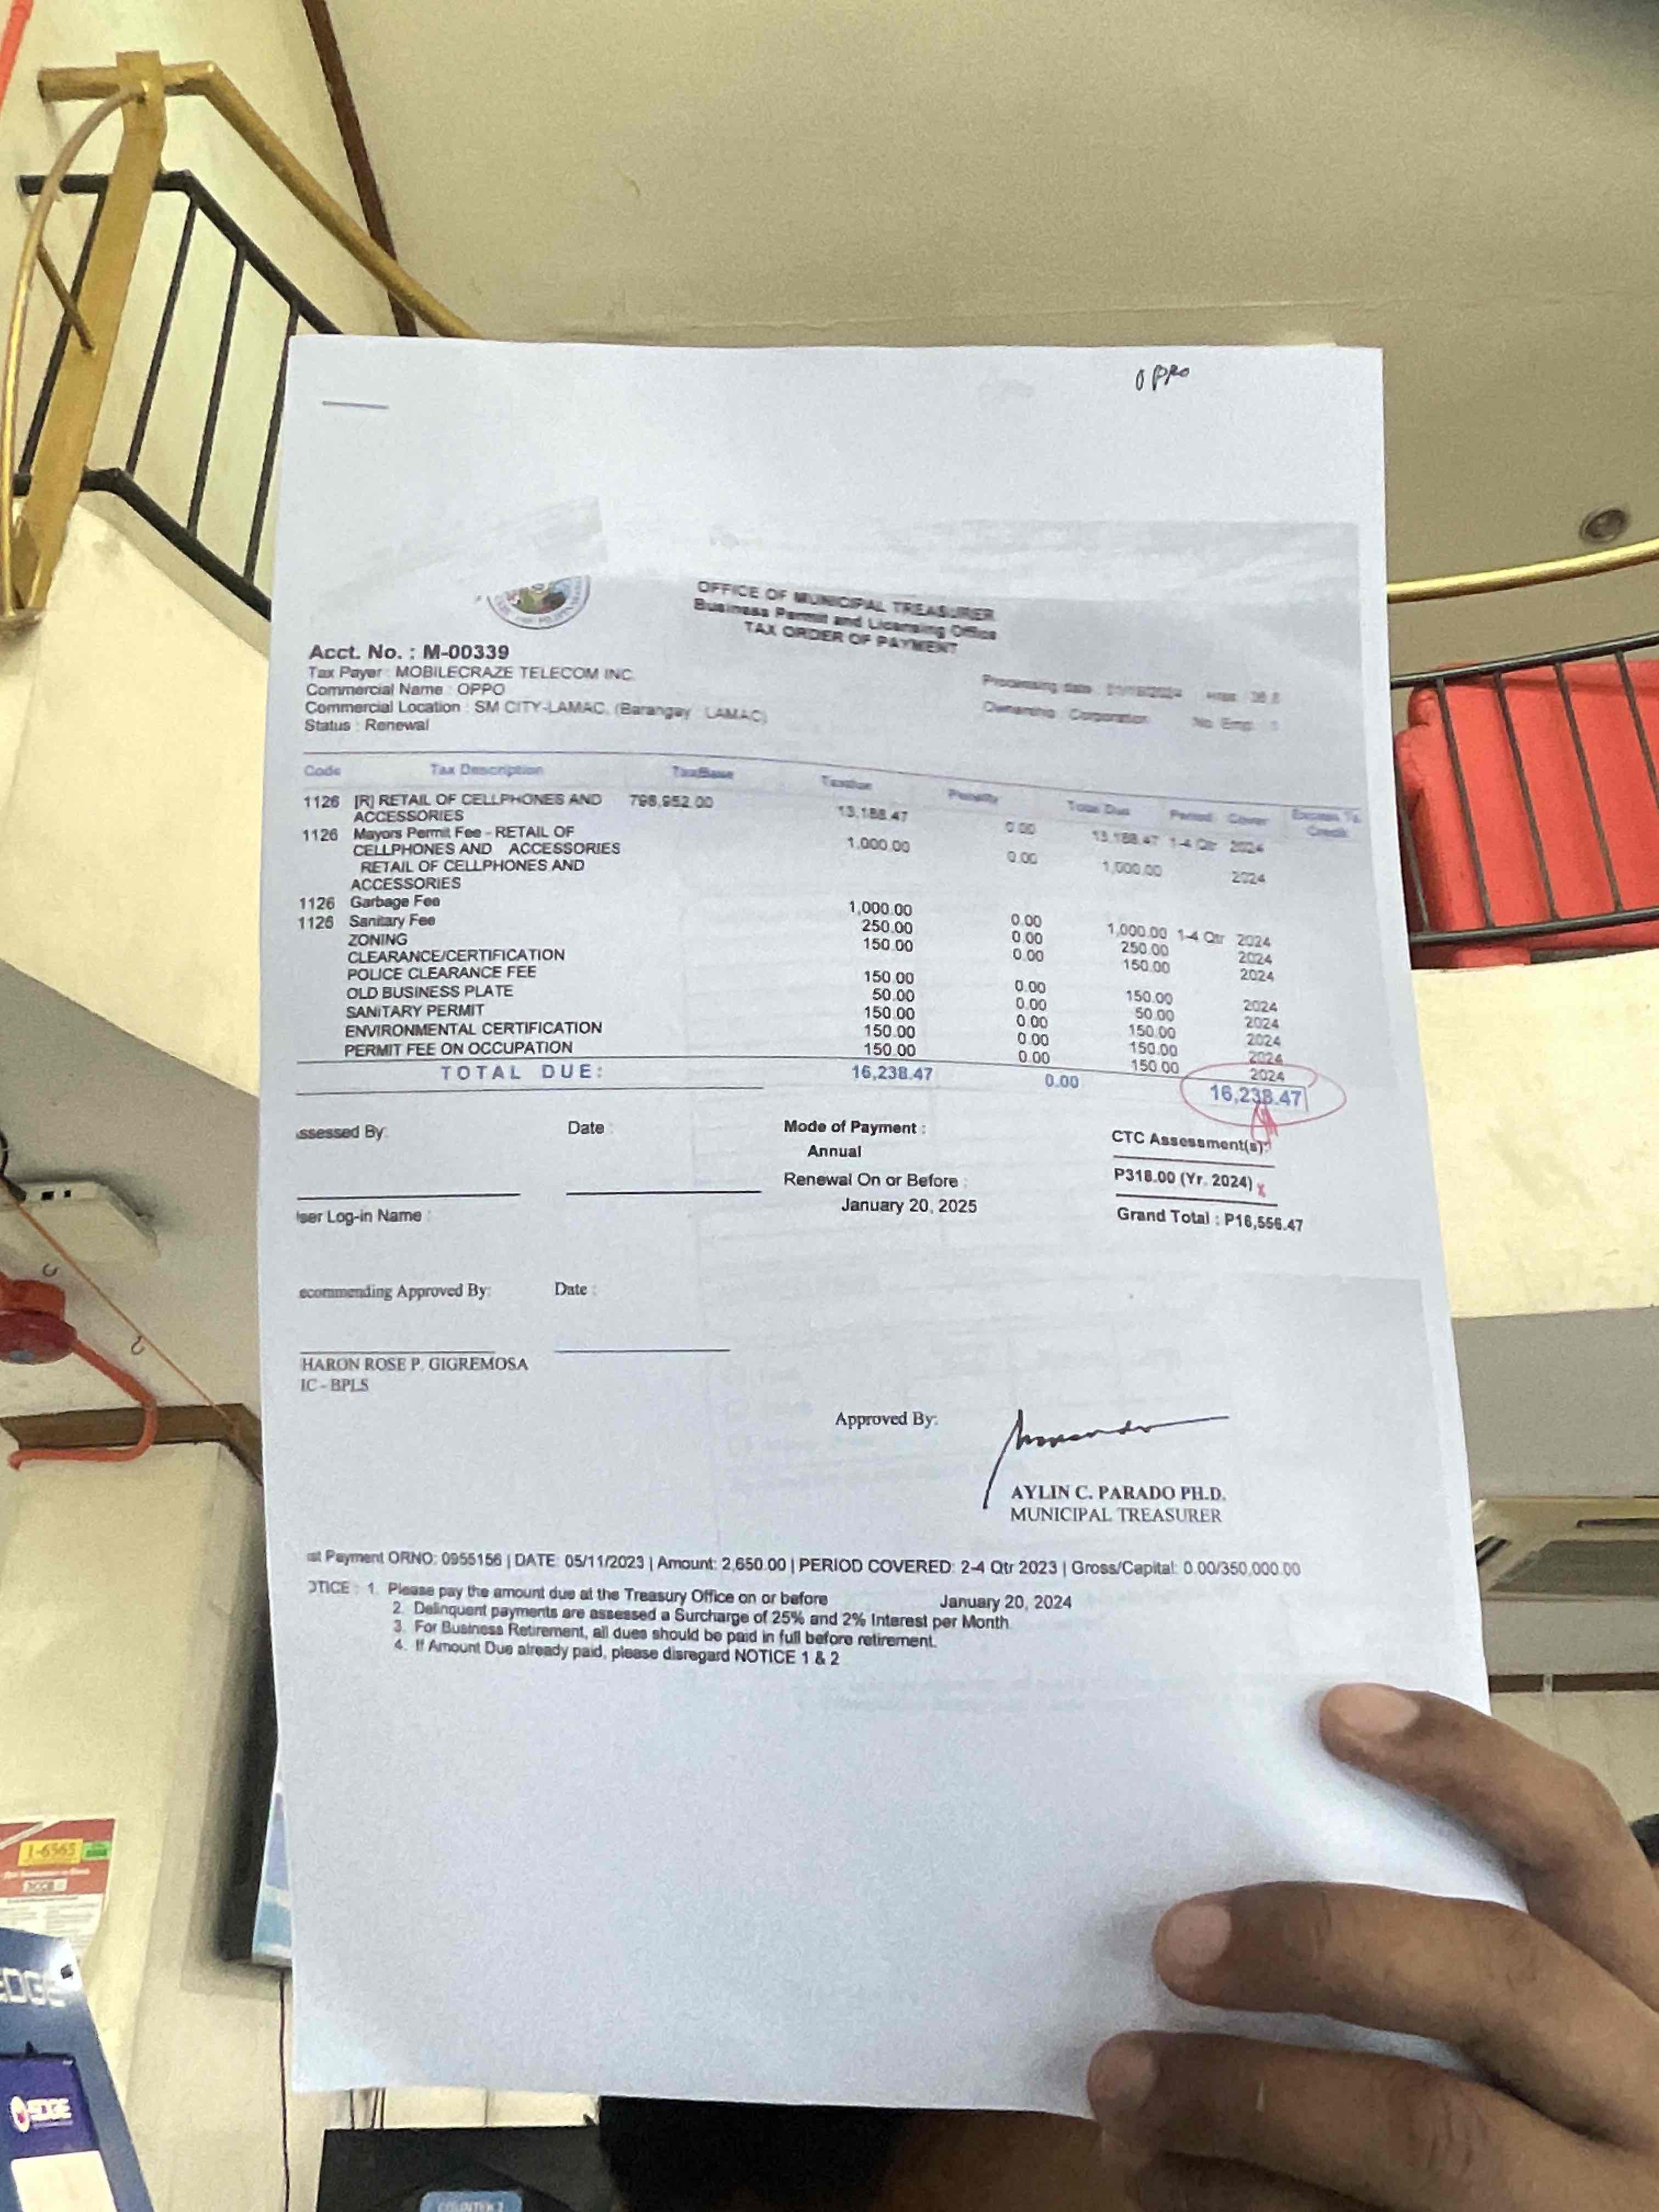 OPPO
OFFICE OF MUNICIPAL TREASURER
Business Permit and Licensing Office
TAX ORDER OF PAYMENT
Acct. No. : M-00339
Tax Payer : MOBILECRAZE TELECOM INC.
Commercial Name : OPPO
Commercial Location : SM CITY-LAMAC, (Barangay : LAMAC)
Status : Renewal
Processing date
Ownership : Corporation No. Emp.
Code Tax Description TaxBase Taxdue Penalty Total Due Period Cover Excess Tax Credit
1126 [R] RETAIL OF CELLPHONES AND ACCESSORIES 798,952.00 13,188.47 0.00 13,188.47 1-4 Qtr 2024
1126 Mayors Permit Fee - RETAIL OF CELLPHONES AND ACCESSORIES 1,000.00 0.00 1,000.00 2024
RETAIL OF CELLPHONES AND ACCESSORIES
1126 Garbage Fee 1,000.00 0.00 1,000.00 1-4 Qtr 2024
1126 Sanitary Fee 250.00 0.00 250.00 2024
ZONING CLEARANCE/CERTIFICATION 150.00 0.00 150.00 2024
POLICE CLEARANCE FEE 150.00 0.00 150.00 2024
OLD BUSINESS PLATE 50.00 0.00 50.00 2024
SANITARY PERMIT 150.00 0.00 150.00 2024
ENVIRONMENTAL CERTIFICATION 150.00 0.00 150.00 2024
PERMIT FEE ON OCCUPATION 150.00 0.00 150.00 2024
TOTAL DUE: 16,238.47 0.00 16,238.47
ssessed By: Date :
Mode of Payment :
Annual
Renewal On or Before :
January 20, 2025
CTC Assessment(s):
P318.00 (Yr. 2024)
Grand Total : P16,556.47
ser Log-in Name :
ecommending Approved By: Date :
HARON ROSE P. GIGREMOSA
IC - BPLS
Approved By:
AYLIN C. PARADO PH.D.
MUNICIPAL TREASURER
st Payment ORNO: 0955156 | DATE: 05/11/2023 | Amount: 2,650.00 | PERIOD COVERED: 2-4 Qtr 2023 | Gross/Capital: 0.00/350,000.00
OTICE : 1. Please pay the amount due at the Treasury Office on or before January 20, 2024
2. Delinquent payments are assessed a Surcharge of 25% and 2% Interest per Month
3. For Business Retirement, all dues should be paid in full before retirement.
4. If Amount Due already paid, please disregard NOTICE 1 & 2
1-6565
EDGE
EDGE
COUNTER 2